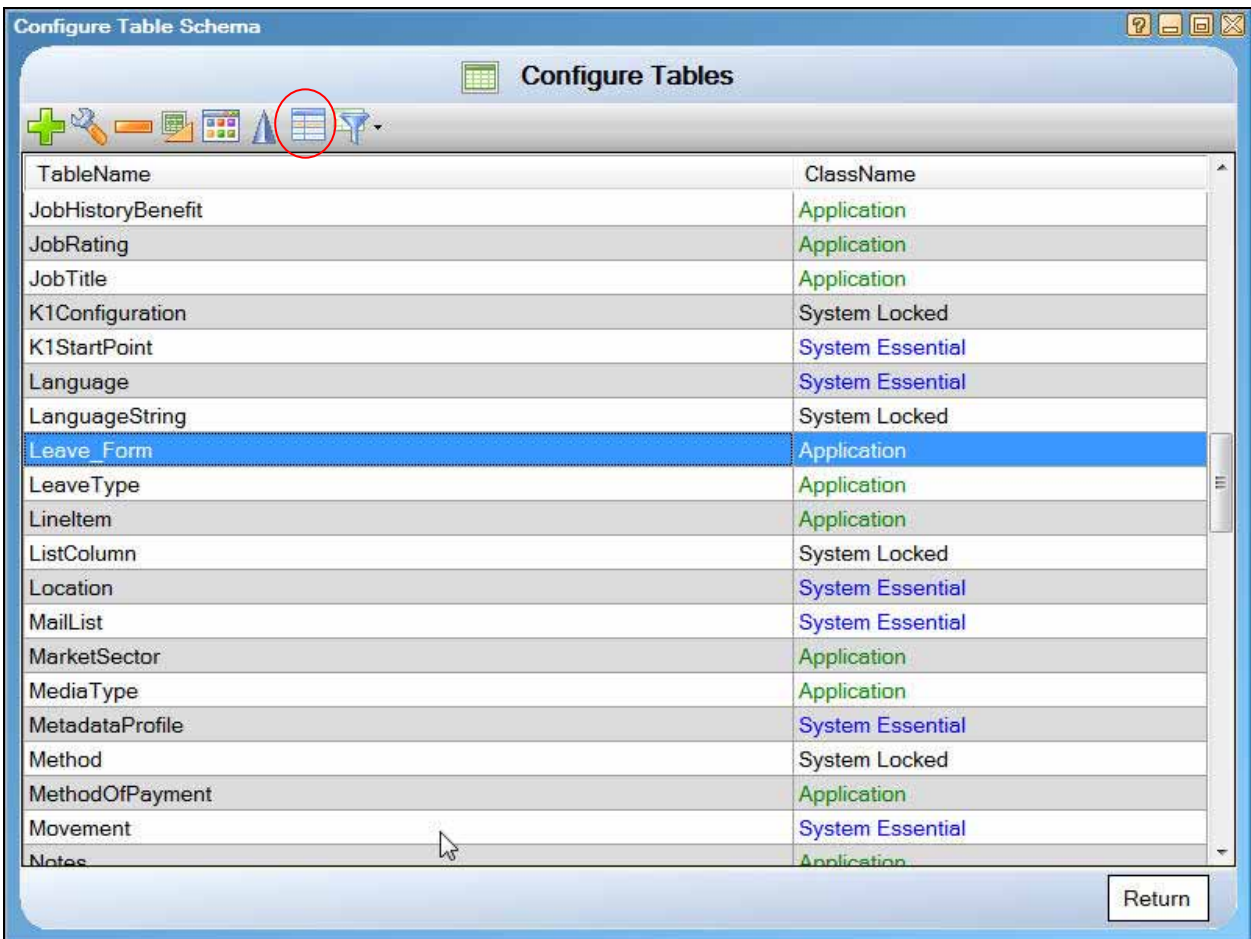 Configure Table Schema
Configure Tables
TableName ClassName
JobHistoryBenefit Application
JobRating Application
JobTitle Application
K1Configuration System Locked
K1StartPoint System Essential
Language System Essential
LanguageString System Locked
Leave_Form Application
LeaveType Application
LineItem Application
ListColumn System Locked
Location System Essential
MailList System Essential
MarketSector Application
MediaType Application
MetadataProfile System Essential
Method System Locked
MethodOfPayment Application
Movement System Essential
Notes Application
Return